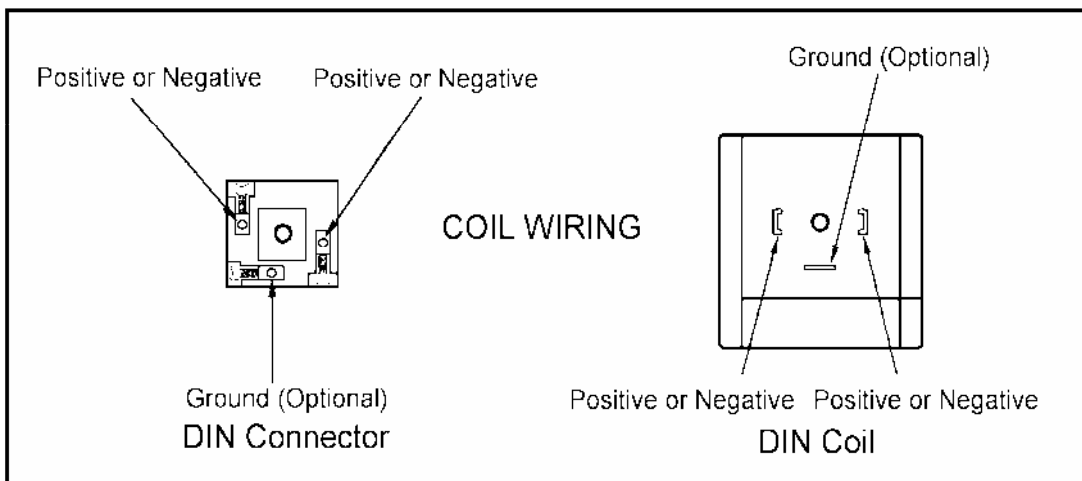 Ground (Optional)
Positive or Negative
Positive or Negative
COIL WIRING
Ground (Optional)
DIN Connector
Positive or Negative
Positive or Negative
DIN Coil